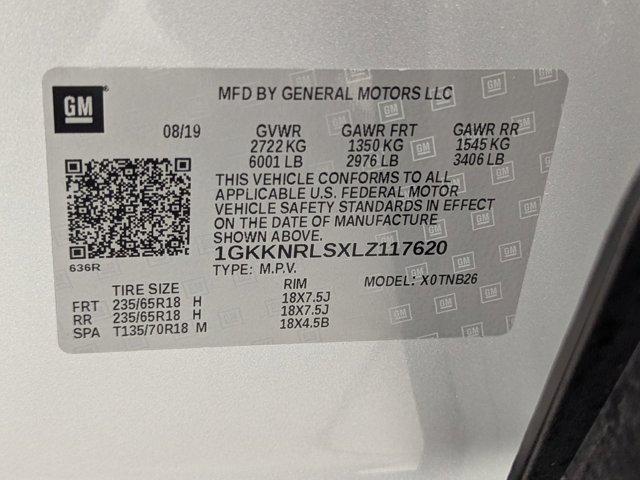 GM
MFD BY GENERAL MOTORS LLC
08/19 GVWR GAWR FRT GAWR RR
2722 KG 1350 KG 1545 KG
6001 LB 2976 LB 3406 LB
THIS VEHICLE CONFORMS TO ALL
APPLICABLE U.S. FEDERAL MOTOR
VEHICLE SAFETY STANDARDS IN EFFECT
ON THE DATE OF MANUFACTURE
SHOWN ABOVE.
1GKKNRLSXLZ117620
636R
TYPE: M.P.V. MODEL: X0TNB26
TIRE SIZE RIM
FRT 235/65R18 H 18X7.5J
RR 235/65R18 H 18X7.5J
SPA T135/70R18 M 18X4.5B